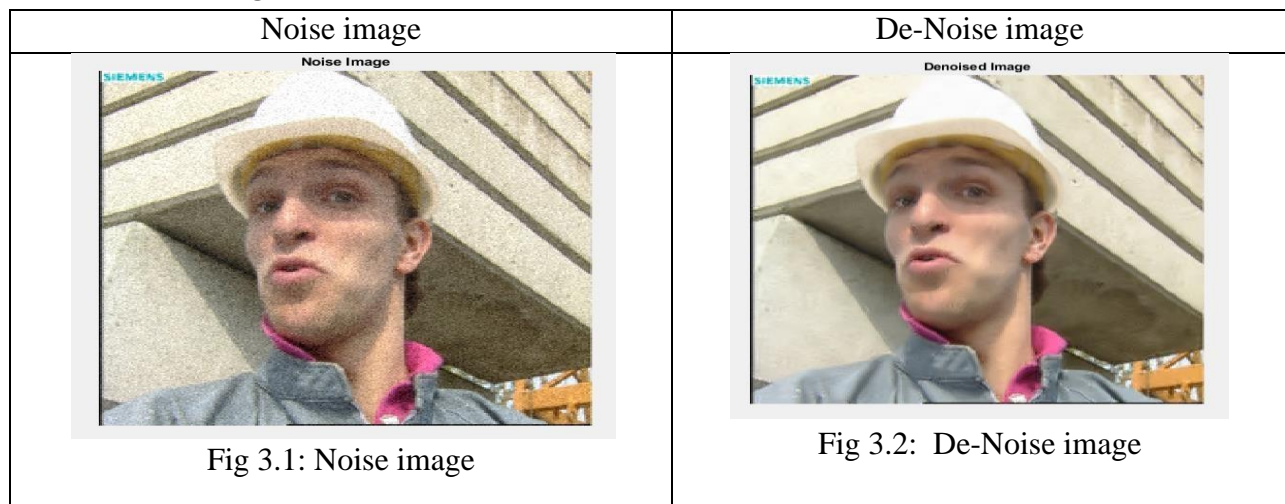 Noise image
De-Noise image
Noise Image
Denoised Image
SIEMENS
SIEMENS
Fig 3.1: Noise image
Fig 3.2: De-Noise image